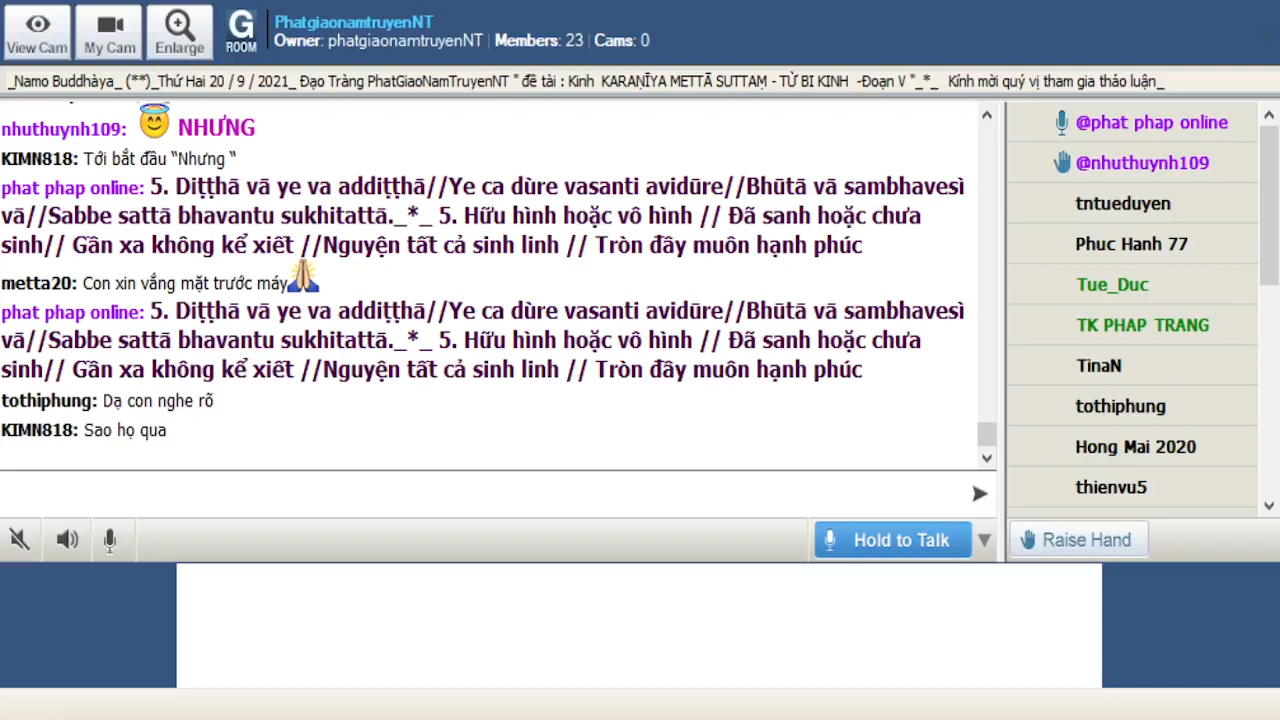 View Cam
My Cam
Enlarge
G
ROOM
PhatgiaonamtruyenNT
Owner: phatgiaonamtruyenNT | Members: 23 | Cams: 0
_Namo Buddhàya_ (**)_Thứ Hai 20 / 9 / 2021_ Đạo Tràng PhatGiaoNamTruyenNT " đề tài : Kinh KARAṆĪYA METTĀ SUTTAṂ - TỪ BI KINH -Đoạn V "_*_ Kính mời quý vị tham gia thảo luận_
nhuthuynh109: NHƯNG
KIMN818: Tới bắt đầu “Nhưng “
phat phap online: 5. Diṭṭhā vā ye va addiṭṭhā//Ye ca dùre vasanti avidūre//Bhūtā vā sambhavesì
vā//Sabbe sattā bhavantu sukhitattā._*_ 5. Hữu hình hoặc vô hình // Đã sanh hoặc chưa
sinh// Gần xa không kể xiết //Nguyện tất cả sinh linh // Tròn đầy muôn hạnh phúc
metta20: Con xin vắng mặt trước máy
phat phap online: 5. Diṭṭhā vā ye va addiṭṭhā//Ye ca dùre vasanti avidūre//Bhūtā vā sambhavesì
vā//Sabbe sattā bhavantu sukhitattā._*_ 5. Hữu hình hoặc vô hình // Đã sanh hoặc chưa
sinh// Gần xa không kể xiết //Nguyện tất cả sinh linh // Tròn đầy muôn hạnh phúc
tothiphung: Dạ con nghe rõ
KIMN818: Sao họ qua
@phat phap online
@nhuthuynh109
tntueduyen
Phuc Hanh 77
Tue_Duc
TK PHAP TRANG
TinaN
tothiphung
Hong Mai 2020
thienvu5
Hold to Talk
Raise Hand